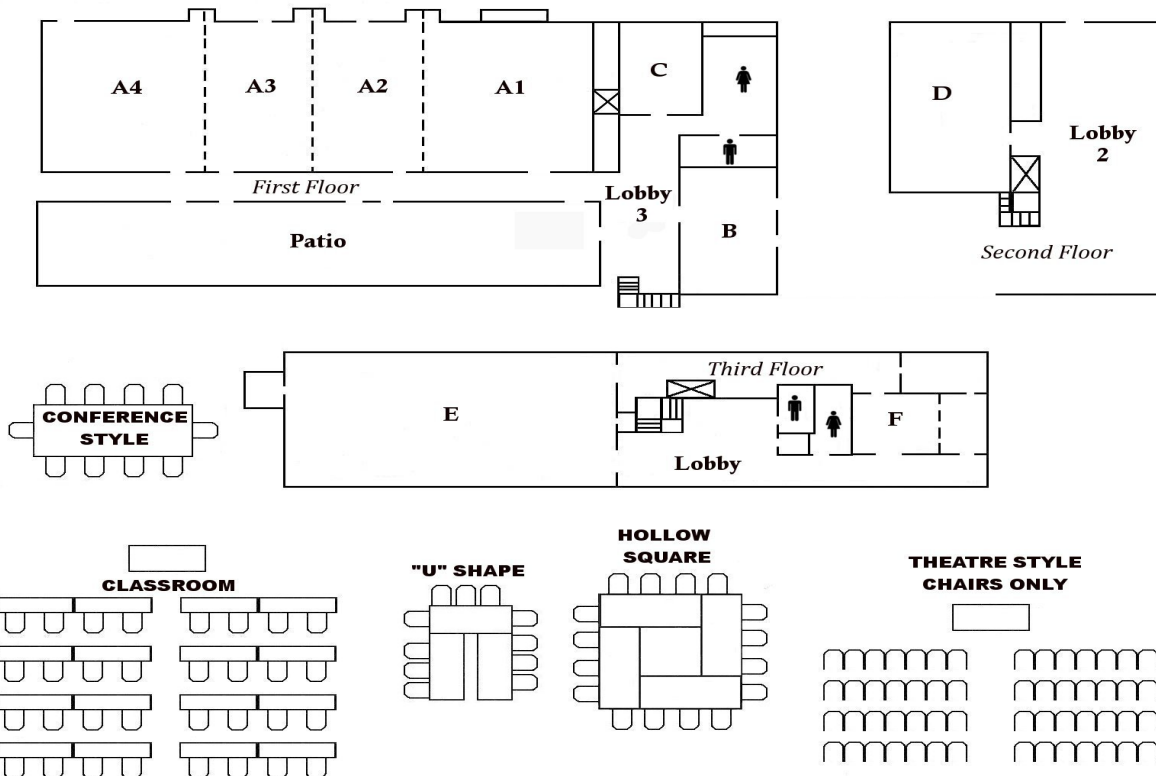 A4
A3
A2
A1
C
D
Lobby
2
First Floor
Lobby
3
Patio
B
Second Floor
Third Floor
CONFERENCE
STYLE
E
F
Lobby
HOLLOW
SQUARE
CLASSROOM
"U" SHAPE
THEATRE STYLE
CHAIRS ONLY